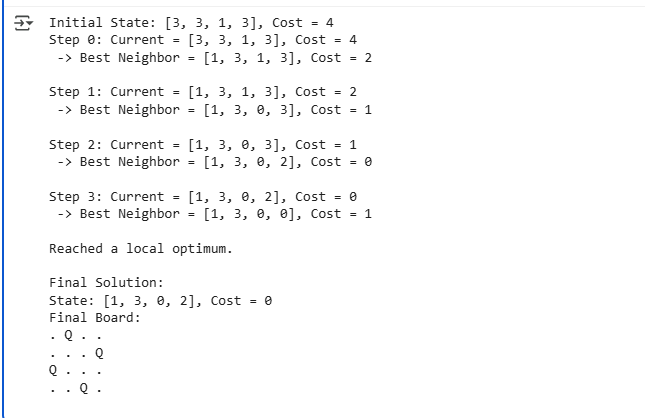 Initial State: [3, 3, 1, 3], Cost = 4
Step 0: Current = [3, 3, 1, 3], Cost = 4
 -> Best Neighbor = [1, 3, 1, 3], Cost = 2

Step 1: Current = [1, 3, 1, 3], Cost = 2
 -> Best Neighbor = [1, 3, 0, 3], Cost = 1

Step 2: Current = [1, 3, 0, 3], Cost = 1
 -> Best Neighbor = [1, 3, 0, 2], Cost = 0

Step 3: Current = [1, 3, 0, 2], Cost = 0
 -> Best Neighbor = [1, 3, 0, 0], Cost = 1

Reached a local optimum.

Final Solution:
State: [1, 3, 0, 2], Cost = 0
Final Board:
. Q . .
. . . Q
Q . . .
. . Q .